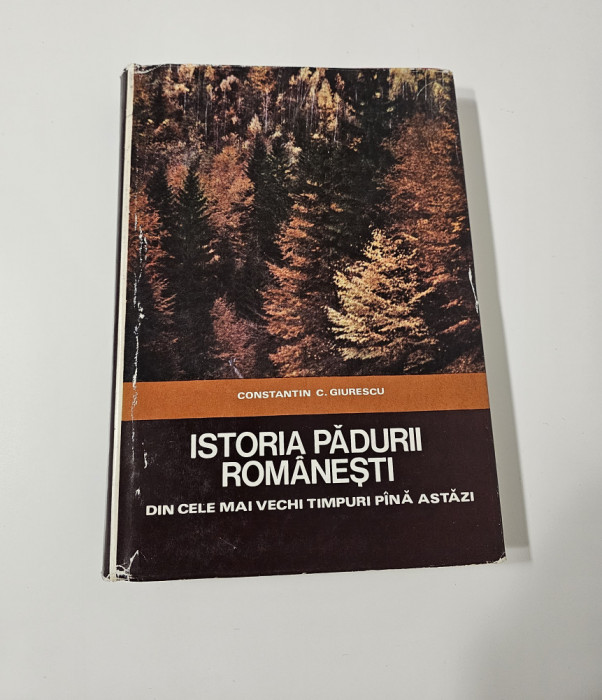 CONSTANTIN C. GIURESCU
ISTORIA PĂDURII
ROMÂNEȘTI
DIN CELE MAI VECHI TIMPURI PÎNĂ ASTĂZI